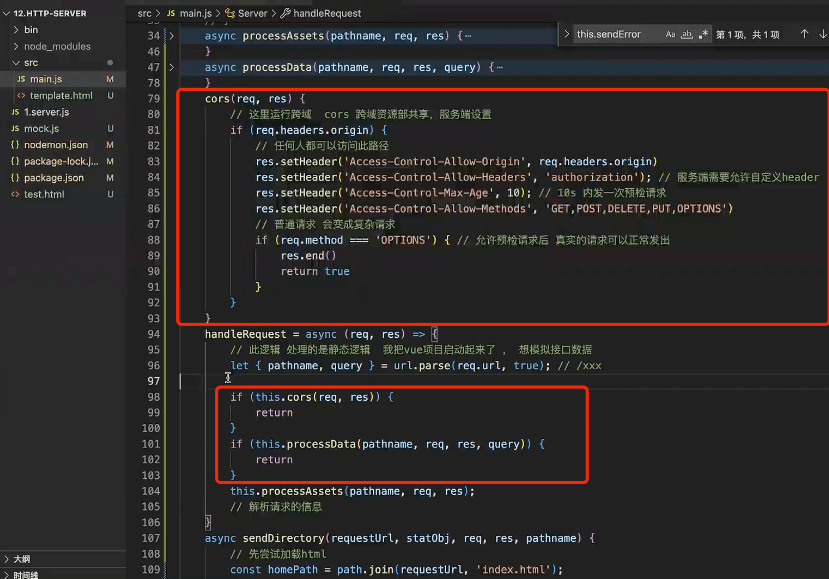 12.HTTP-SERVER
bin
node_modules
src
JS main.js M
<> template.html U
JS 1.server.js
JS mock.js U
{} nodemon.json M
{} package-lock.j... M
{} package.json M
<> test.html U
大纲
时间线
src > JS main.js > Server > handleRequest
this.sendError Aa ab .* 第 1 项，共 1 项
34 async processAssets(pathname, req, res) {⋯
46 }
47 async processData(pathname, req, res, query) {⋯
78 }
79 cors(req, res) {
80 // 这里运行跨域 cors 跨域资源部共享，服务端设置
81 if (req.headers.origin) {
82 // 任何人都可以访问此路径
83 res.setHeader('Access-Control-Allow-Origin', req.headers.origin)
84 res.setHeader('Access-Control-Allow-Headers', 'authorization'); // 服务端需要允许自定义header
85 res.setHeader('Access-Control-Max-Age', 10); // 10s 内发一次预检请求
86 res.setHeader('Access-Control-Allow-Methods', 'GET,POST,DELETE,PUT,OPTIONS')
87 // 普通请求 会变成复杂请求
88 if (req.method === 'OPTIONS') { // 允许预检请求后 真实的请求可以正常发出
89 res.end()
90 return true
91 }
92 }
93 }
94 handleRequest = async (req, res) => {
95 // 此逻辑 处理的是静态逻辑 我把vue项目启动起来了 ， 想模拟接口数据
96 let { pathname, query } = url.parse(req.url, true); // /xxx
97
98 if (this.cors(req, res)) {
99 return
100 }
101 if (this.processData(pathname, req, res, query)) {
102 return
103 }
104 this.processAssets(pathname, req, res);
105 // 解析请求的信息
106 }
107 async sendDirectory(requestUrl, statObj, req, res, pathname) {
108 // 先尝试加载html
109 const homePath = path.join(requestUrl, 'index.html');